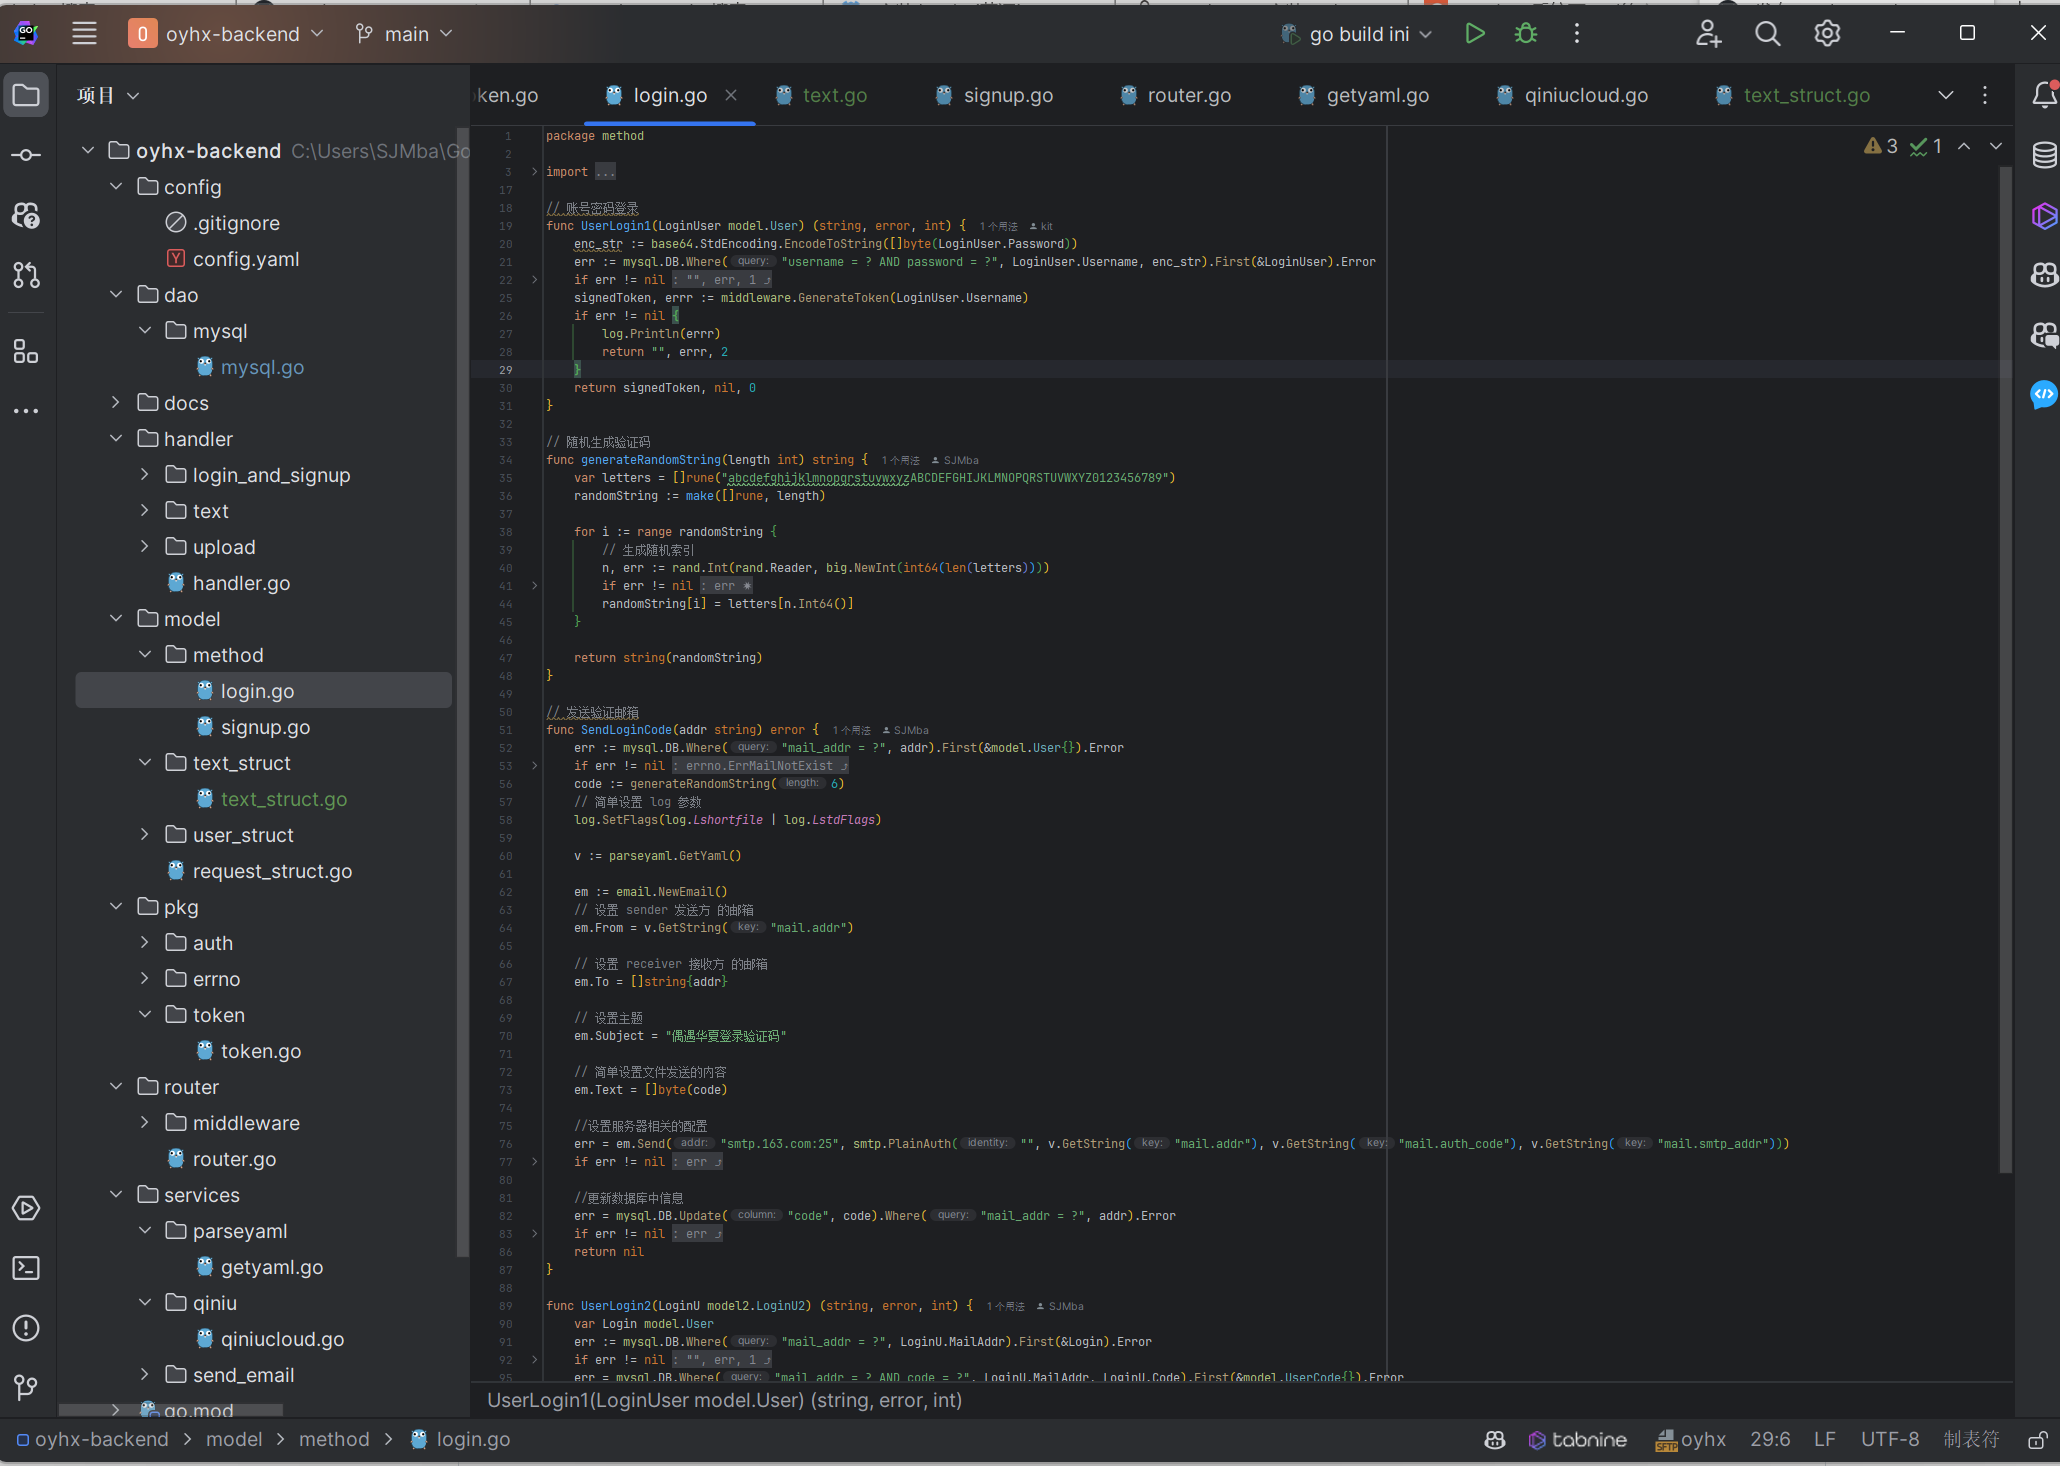 oyhx-backend
main
go build ini
项目
ken.go
login.go
text.go
signup.go
router.go
getyaml.go
qiniucloud.go
text_struct.go
oyhx-backend C:\Users\SJMba\Go
config
.gitignore
config.yaml
dao
mysql
mysql.go
docs
handler
login_and_signup
text
upload
handler.go
model
method
login.go
signup.go
text_struct
text_struct.go
user_struct
request_struct.go
pkg
auth
errno
token
token.go
router
middleware
router.go
services
parseyaml
getyaml.go
qiniu
qiniucloud.go
send_email
go.mod
3 1
1 package method
2
3 import ...
17
18 // 账号密码登录
19 func UserLogin1(LoginUser model.User) (string, error, int) { 1个用法 kit
20 enc_str := base64.StdEncoding.EncodeToString([]byte(LoginUser.Password))
21 err := mysql.DB.Where( query: "username = ? AND password = ?", LoginUser.Username, enc_str).First(&LoginUser).Error
22 if err != nil : "", err, 1
25 signedToken, errr := middleware.GenerateToken(LoginUser.Username)
26 if err != nil {
27 log.Println(errr)
28 return "", errr, 2
29 }
30 return signedToken, nil, 0
31 }
32
33 // 随机生成验证码
34 func generateRandomString(length int) string { 1个用法 SJMba
35 var letters = []rune("abcdefghijklmnopqrstuvwxyzABCDEFGHIJKLMNOPQRSTUVWXYZ0123456789")
36 randomString := make([]rune, length)
37
38 for i := range randomString {
39 // 生成随机索引
40 n, err := rand.Int(rand.Reader, big.NewInt(int64(len(letters))))
41 if err != nil : err
44 randomString[i] = letters[n.Int64()]
45 }
46
47 return string(randomString)
48 }
49
50 // 发送验证邮箱
51 func SendLoginCode(addr string) error { 1个用法 SJMba
52 err := mysql.DB.Where( query: "mail_addr = ?", addr).First(&model.User{}).Error
53 if err != nil : errno.ErrMailNotExist
56 code := generateRandomString( length: 6)
57 // 简单设置 log 参数
58 log.SetFlags(log.Lshortfile | log.LstdFlags)
59
60 v := parseyaml.GetYaml()
61
62 em := email.NewEmail()
63 // 设置 sender 发送方 的邮箱
64 em.From = v.GetString( key: "mail.addr")
65
66 // 设置 receiver 接收方 的邮箱
67 em.To = []string{addr}
68
69 // 设置主题
70 em.Subject = "偶遇华夏登录验证码"
71
72 // 简单设置文件发送的内容
73 em.Text = []byte(code)
74
75 //设置服务器相关的配置
76 err = em.Send( addr: "smtp.163.com:25", smtp.PlainAuth( identity: "", v.GetString( key: "mail.addr"), v.GetString( key: "mail.auth_code"), v.GetString( key: "mail.smtp_addr")))
77 if err != nil : err
80
81 //更新数据库中信息
82 err = mysql.DB.Update( column: "code", code).Where( query: "mail_addr = ?", addr).Error
83 if err != nil : err
86 return nil
87 }
88
89 func UserLogin2(LoginU model2.LoginU2) (string, error, int) { 1个用法 SJMba
90 var Login model.User
91 err := mysql.DB.Where( query: "mail_addr = ?", LoginU.MailAddr).First(&Login).Error
92 if err != nil : "", err, 1
95 err = mysql.DB.Where( query: "mail_addr = ? AND code = ?", LoginU.MailAddr, LoginU.Code).First(&model.UserCode{}).Error
UserLogin1(LoginUser model.User) (string, error, int)
oyhx-backend > model > method > login.go
tabnine
SFTP oyhx
29:6
LF
UTF-8
制表符